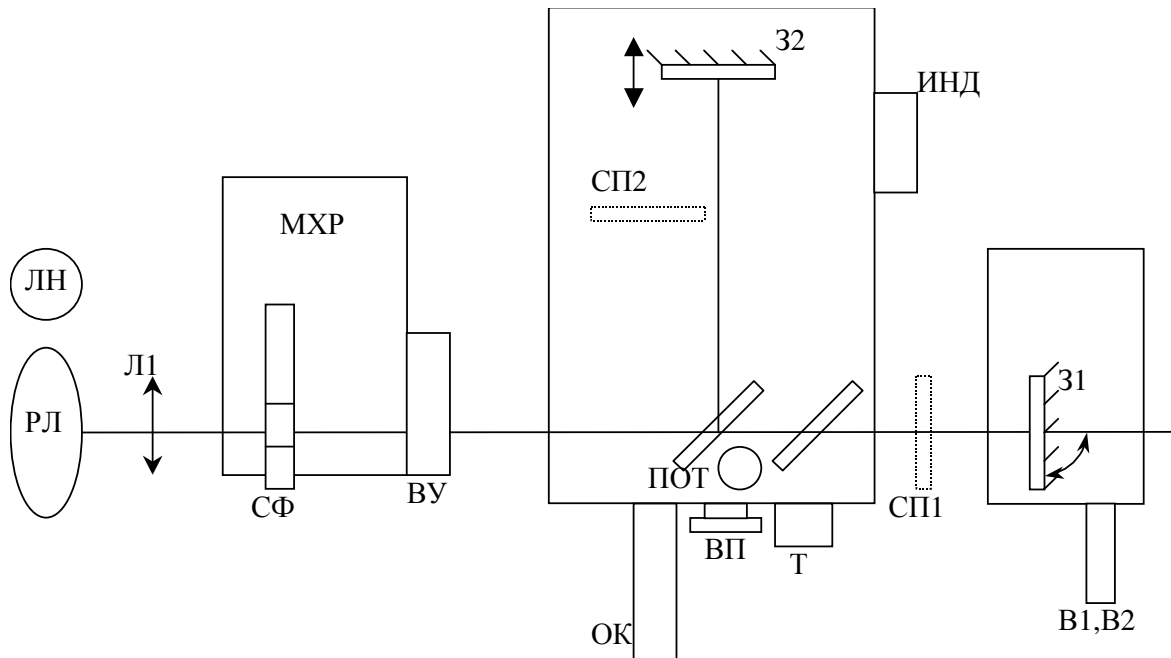 З2
ИНД
СП2
МХР
ЛН
Л1
З1
РЛ
ПОТ
СФ
ВУ
СП1
ВП
Т
ОК
В1,В2